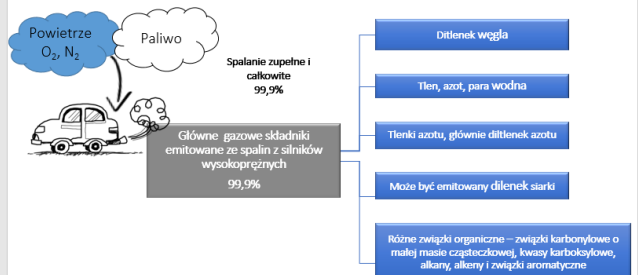 Powietrze
O₂, N₂
Paliwo
Spalanie zupełne i
całkowite
99,9%
Główne gazowe składniki
emitowane ze spalin z silników
wysokoprężnych
99,9%
Ditlenek węgla
Tlen, azot, para wodna
Tlenki azotu, głównie diltlenek azotu
Może być emitowany dilenek siarki
Różne związki organiczne – związki karbonylowe o
małej masie cząsteczkowej, kwasy karboksylowe,
alkany, alkeny i związki aromatyczne